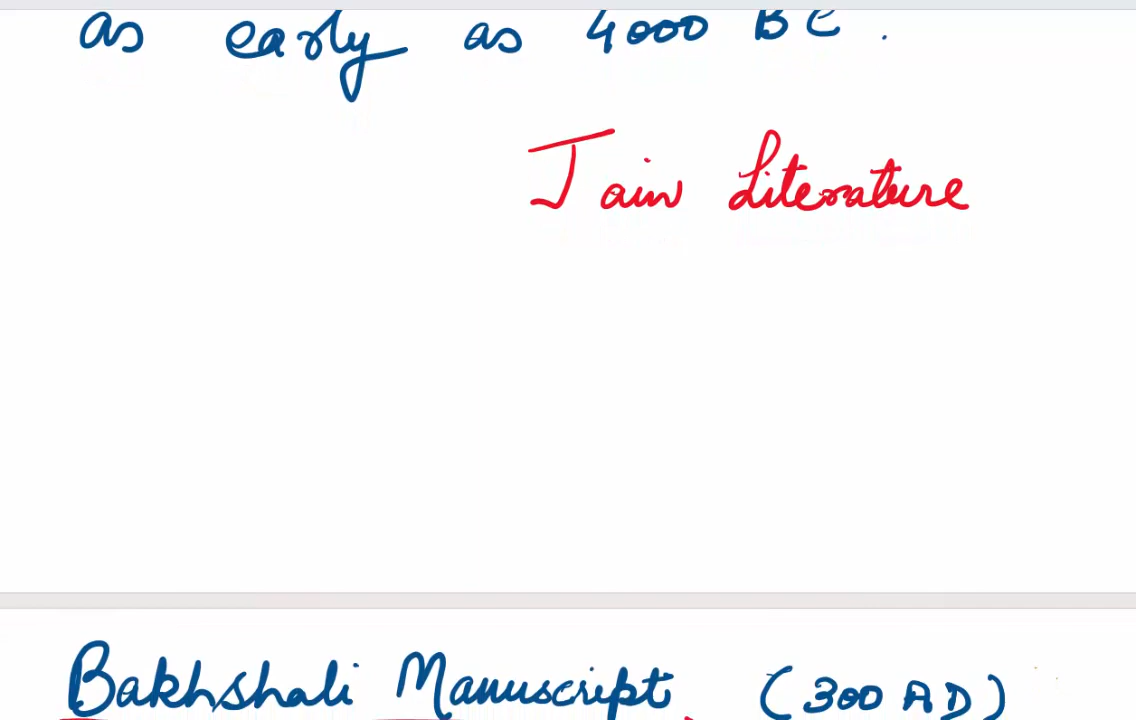 as early as 4000 BC.
Jain Literature
Bakhshali Manuscript (300 AD)